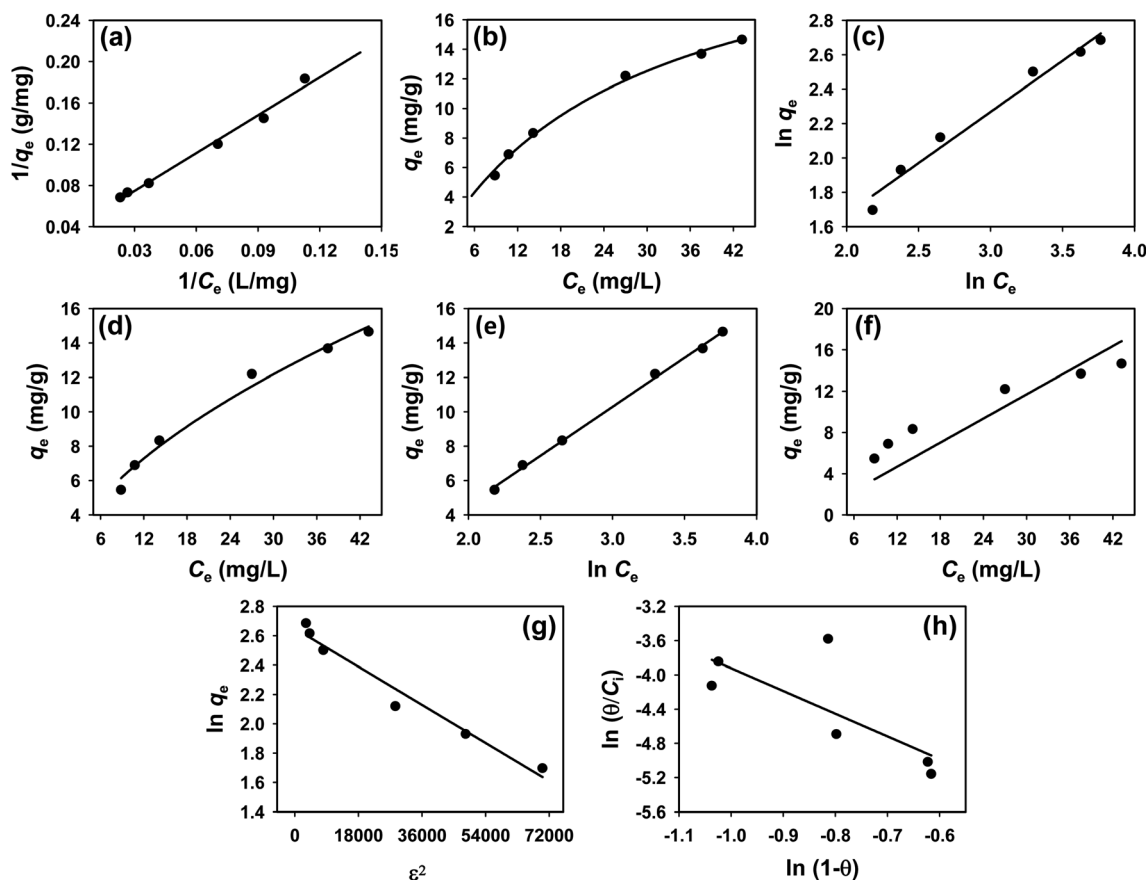 (a)
0.24
0.20
0.16
0.12
0.08
0.04
1/qe (g/mg)
0.03 0.06 0.09 0.12 0.15
1/Ce (L/mg)
(b)
16
14
12
10
8
6
4
2
qe (mg/g)
6 12 18 24 30 36 42
Ce (mg/L)
(c)
3.0
2.8
2.6
2.4
2.2
2.0
1.8
1.6
ln qe
2.0 2.5 3.0 3.5 4.0
ln Ce
(d)
16
14
12
10
8
6
4
qe (mg/g)
6 12 18 24 30 36 42
Ce (mg/L)
(e)
16
14
12
10
8
6
4
qe (mg/g)
2.0 2.5 3.0 3.5 4.0
ln Ce
(f)
20
16
12
8
4
0
qe (mg/g)
6 12 18 24 30 36 42
Ce (mg/L)
(g)
2.8
2.6
2.4
2.2
2.0
1.8
1.6
1.4
ln qe
0 18000 36000 54000 72000
ε²
(h)
-3.2
-3.6
-4.0
-4.4
-4.8
-5.2
-5.6
ln (θ/Ci)
-1.1 -1.0 -0.9 -0.8 -0.7 -0.6
ln (1-θ)